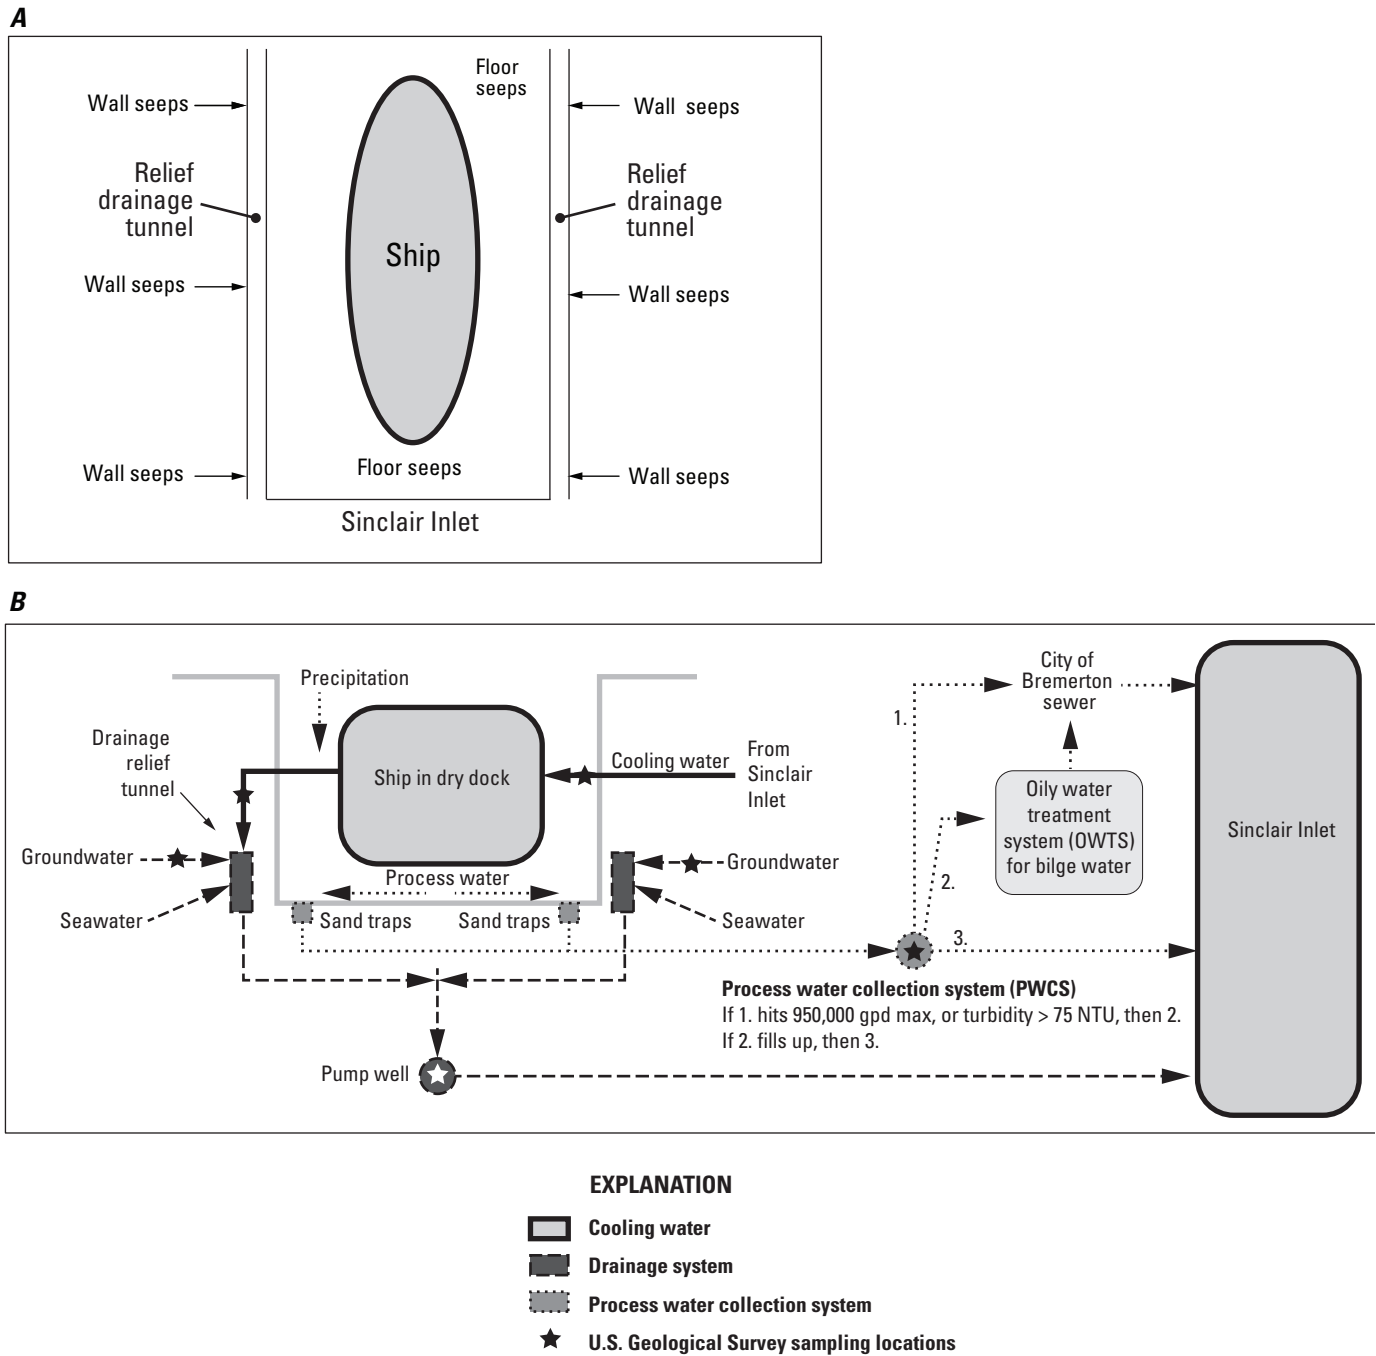 A
Floor
seeps
Wall seeps
Wall seeps
Relief
drainage
tunnel
Relief
drainage
tunnel
Ship
Wall seeps
Wall seeps
Floor seeps
Wall seeps
Wall seeps
Sinclair Inlet
B
Precipitation
Drainage
relief
tunnel
Ship in dry dock
Cooling water
From
Sinclair
Inlet
Groundwater
Seawater
Process water
Sand traps
Sand traps
Groundwater
Seawater
Pump well
1.
City of
Bremerton
sewer
Oily water
treatment
system (OWTS)
for bilge water
2.
3.
Process water collection system (PWCS)
If 1. hits 950,000 gpd max, or turbidity > 75 NTU, then 2.
If 2. fills up, then 3.
Sinclair Inlet
EXPLANATION
Cooling water
Drainage system
Process water collection system
U.S. Geological Survey sampling locations